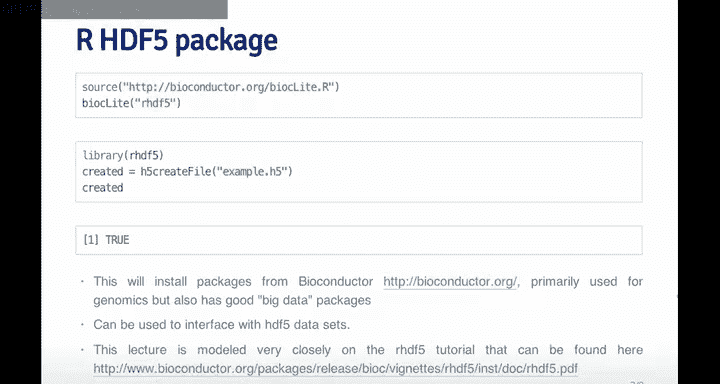 R HDF5 package
source("http://bioconductor.org/biocLite.R")
biocLite("rhdf5")
library(rhdf5)
created = h5createFile("example.h5")
created
[1] TRUE
· This will install packages from Bioconductor http://bioconductor.org/, primarily used for
genomics but also has good "big data" packages
· Can be used to interface with hdf5 data sets.
· This lecture is modeled very closely on the rhdf5 tutorial that can be found here
http://www.bioconductor.org/packages/release/bioc/vignettes/rhdf5/inst/doc/rhdf5.pdf